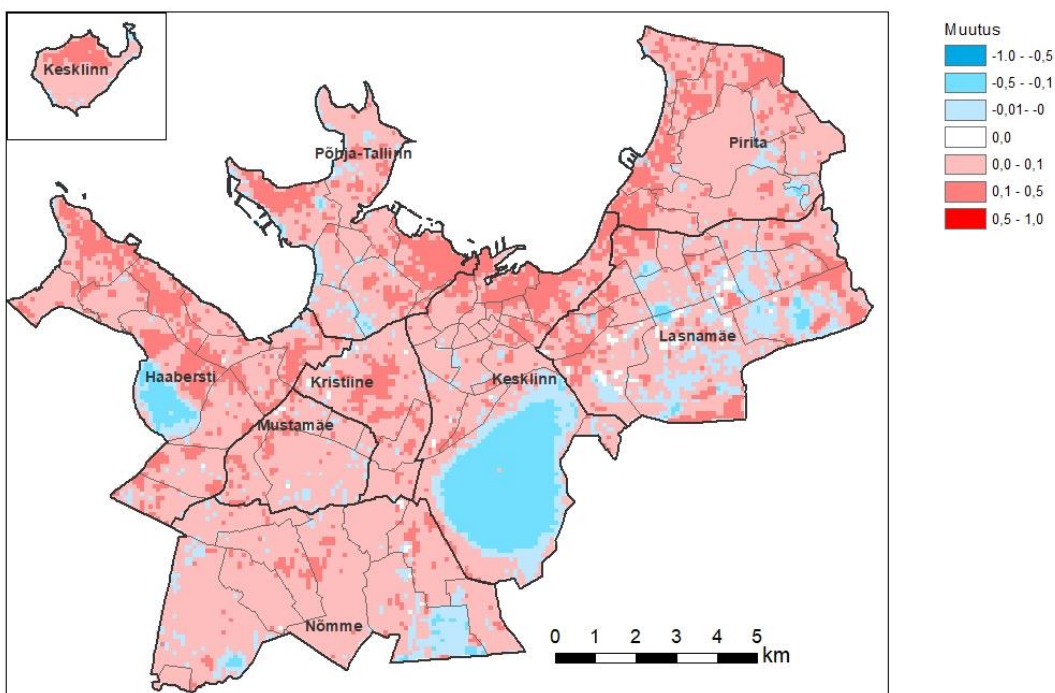 Kesklinn
Põhja-Tallinn
Pirita
Lasnamäe
Haabersti
Kristiine
Kesklinn
Mustamäe
Nõmme
0 1 2 3 4 5
km
Muutus
-1.0 - -0,5
-0,5 - -0,1
-0,01- -0
0,0
0,0 - 0,1
0,1 - 0,5
0,5 - 1,0